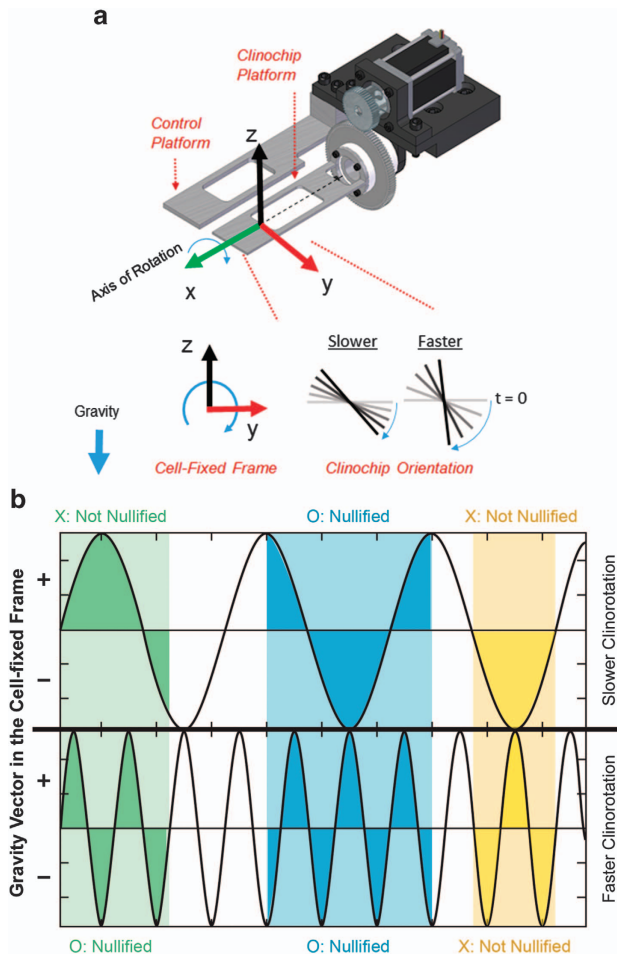 a
Clinochip
Platform
Control
Platform
z
Axis of Rotation
x
y
z
y
Slower
Faster
t = 0
Gravity
Cell-Fixed Frame
Clinochip Orientation
b
X: Not Nullified
O: Nullified
X: Not Nullified
Gravity Vector in the Cell-fixed Frame
+
−
+
−
Slower Clinorotation
Faster Clinorotation
O: Nullified
O: Nullified
X: Not Nullified